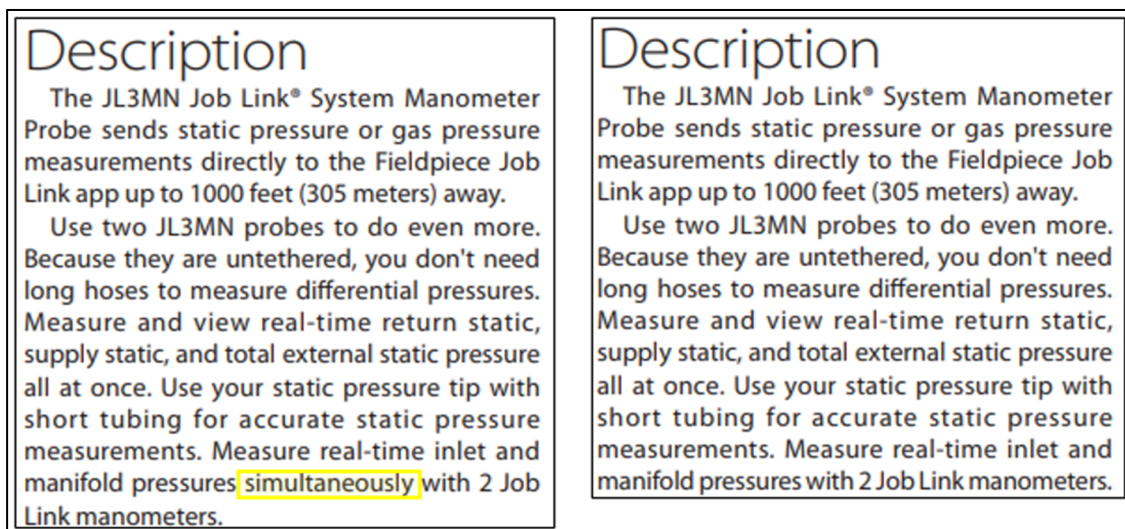 Description
The JL3MN Job Link® System Manometer
Probe sends static pressure or gas pressure
measurements directly to the Fieldpiece Job
Link app up to 1000 feet (305 meters) away.
Use two JL3MN probes to do even more.
Because they are untethered, you don't need
long hoses to measure differential pressures.
Measure and view real-time return static,
supply static, and total external static pressure
all at once. Use your static pressure tip with
short tubing for accurate static pressure
measurements. Measure real-time inlet and
manifold pressures simultaneously with 2 Job
Link manometers.
Description
The JL3MN Job Link® System Manometer
Probe sends static pressure or gas pressure
measurements directly to the Fieldpiece Job
Link app up to 1000 feet (305 meters) away.
Use two JL3MN probes to do even more.
Because they are untethered, you don't need
long hoses to measure differential pressures.
Measure and view real-time return static,
supply static, and total external static pressure
all at once. Use your static pressure tip with
short tubing for accurate static pressure
measurements. Measure real-time inlet and
manifold pressures with 2 Job Link manometers.